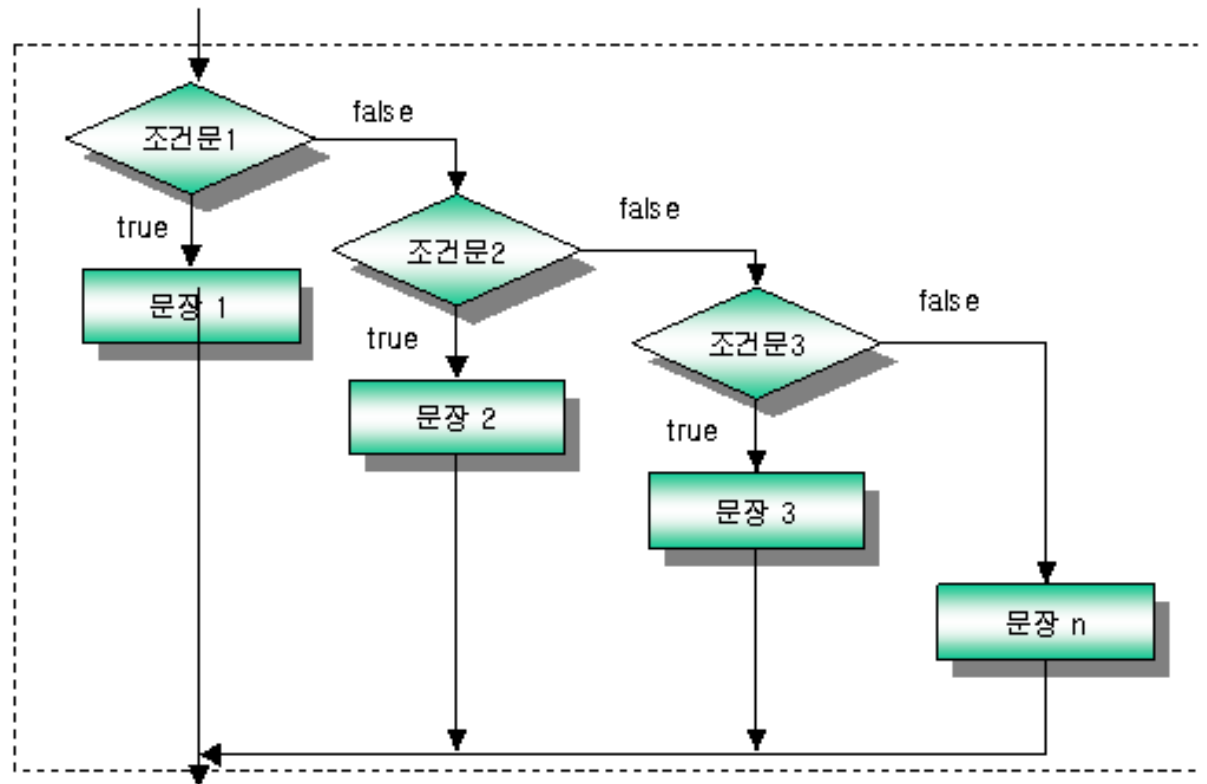 조건문1
false
true
문장 1
조건문2
false
true
문장 2
조건문3
false
true
문장 3
문장 n